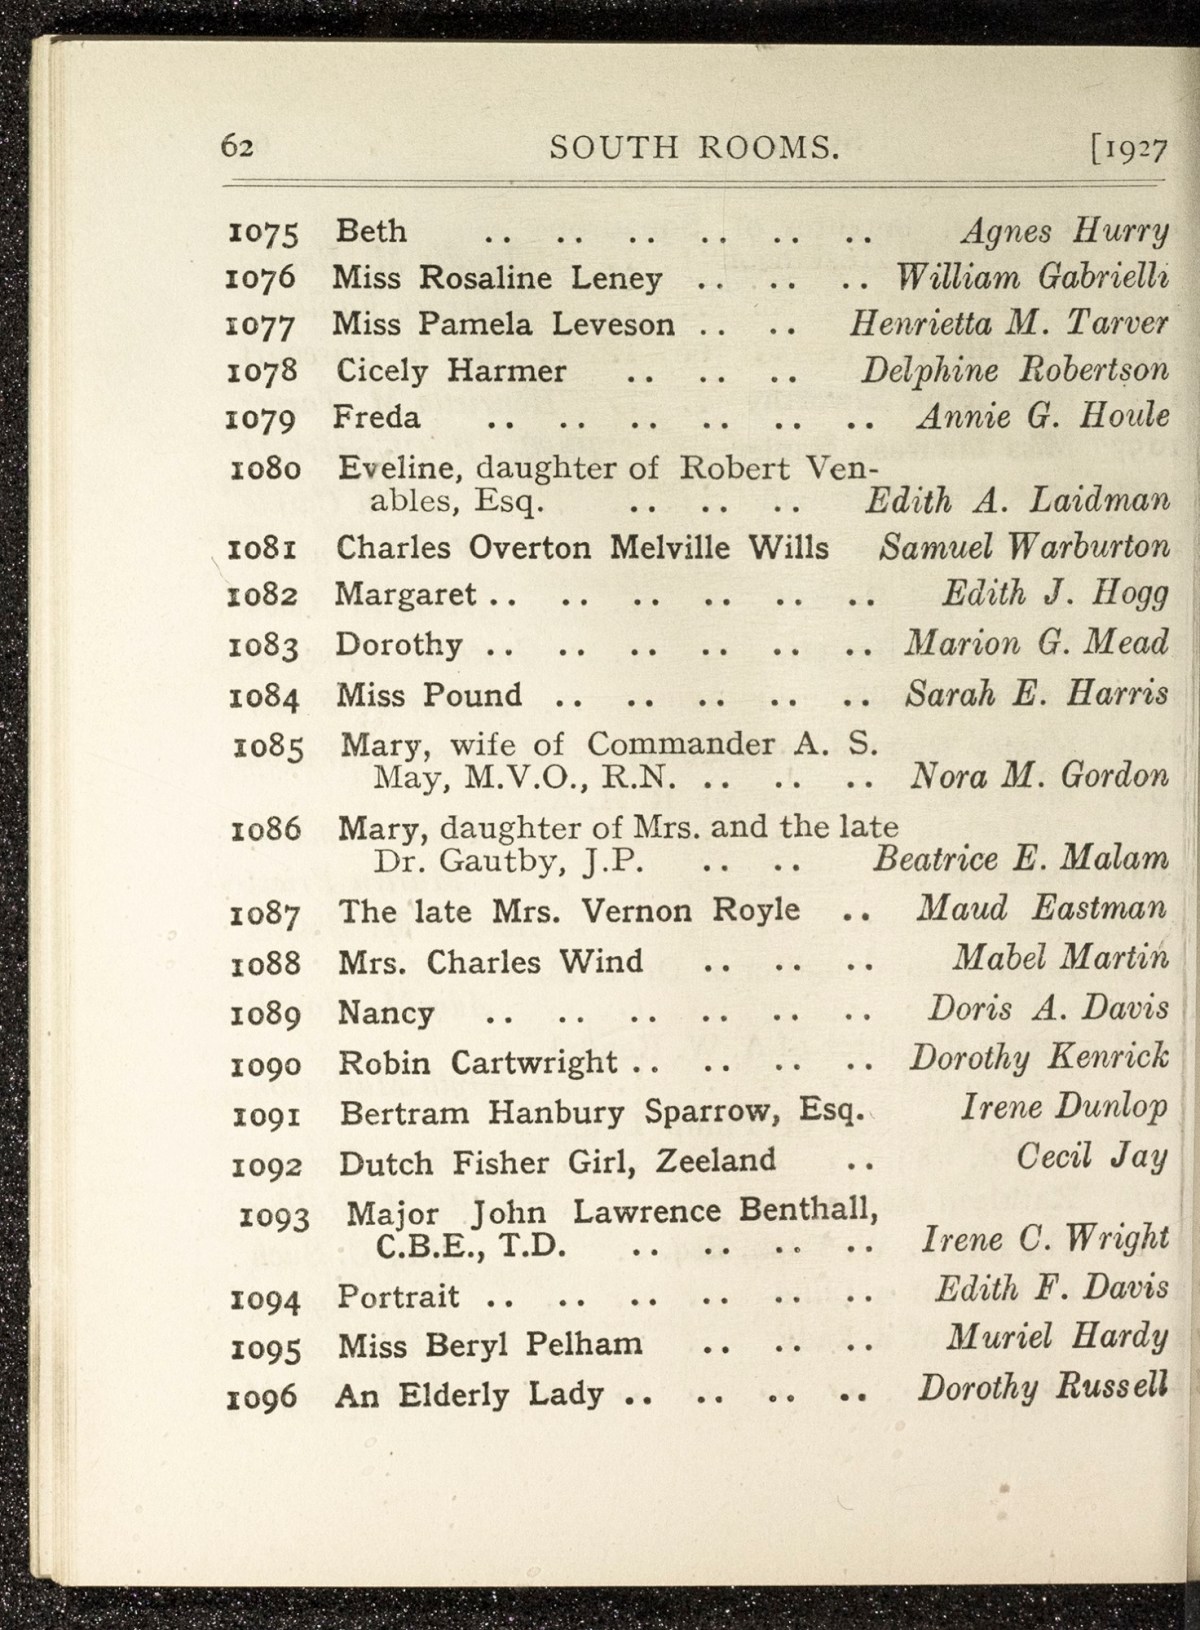 62 SOUTH ROOMS. [1927
1075 Beth .. .. .. .. .. .. Agnes Hurry
1076 Miss Rosaline Leney .. .. .. William Gabrielli
1077 Miss Pamela Leveson .. .. Henrietta M. Tarver
1078 Cicely Harmer .. .. .. Delphine Robertson
1079 Freda .. .. .. .. .. .. Annie G. Houle
1080 Eveline, daughter of Robert Ven-
ables, Esq. .. .. .. Edith A. Laidman
1081 Charles Overton Melville Wills Samuel Warburton
1082 Margaret .. .. .. .. .. .. Edith J. Hogg
1083 Dorothy .. .. .. .. .. .. Marion G. Mead
1084 Miss Pound .. .. .. .. .. Sarah E. Harris
1085 Mary, wife of Commander A. S.
May, M.V.O., R.N. .. .. .. Nora M. Gordon
1086 Mary, daughter of Mrs. and the late
Dr. Gautby, J.P. .. .. Beatrice E. Malam
1087 The late Mrs. Vernon Royle .. Maud Eastman
1088 Mrs. Charles Wind .. .. .. Mabel Martin
1089 Nancy .. .. .. .. .. .. Doris A. Davis
1090 Robin Cartwright .. .. .. .. Dorothy Kenrick
1091 Bertram Hanbury Sparrow, Esq. Irene Dunlop
1092 Dutch Fisher Girl, Zeeland .. Cecil Jay
1093 Major John Lawrence Benthall,
C.B.E., T.D. .. .. .. .. Irene C. Wright
1094 Portrait .. .. .. .. .. .. Edith F. Davis
1095 Miss Beryl Pelham .. .. .. Muriel Hardy
1096 An Elderly Lady .. .. .. .. Dorothy Russell